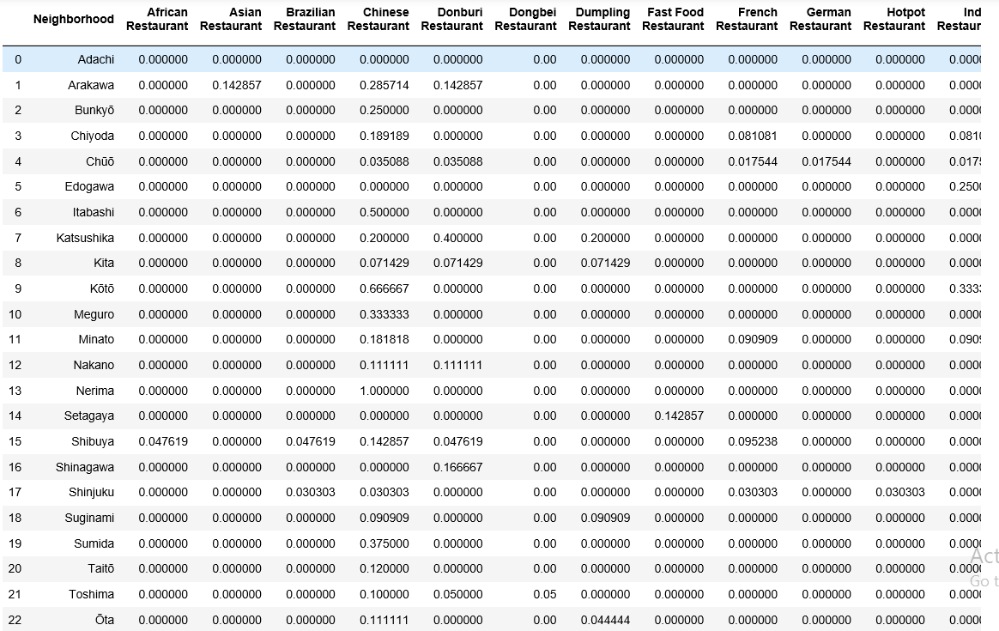 Neighborhood African Restaurant Asian Restaurant Brazilian Restaurant Chinese Restaurant Donburi Restaurant Dongbei Restaurant Dumpling Restaurant Fast Food Restaurant French Restaurant German Restaurant Hotpot Restaurant Ind Restaur
0 Adachi 0.000000 0.000000 0.000000 0.000000 0.000000 0.00 0.000000 0.000000 0.000000 0.000000 0.000000 0.000
1 Arakawa 0.000000 0.142857 0.000000 0.285714 0.142857 0.00 0.000000 0.000000 0.000000 0.000000 0.000000 0.000
2 Bunkyō 0.000000 0.000000 0.000000 0.250000 0.000000 0.00 0.000000 0.000000 0.000000 0.000000 0.000000 0.000
3 Chiyoda 0.000000 0.000000 0.000000 0.189189 0.000000 0.00 0.000000 0.000000 0.081081 0.000000 0.000000 0.081
4 Chūō 0.000000 0.000000 0.000000 0.035088 0.035088 0.00 0.000000 0.000000 0.017544 0.017544 0.000000 0.017
5 Edogawa 0.000000 0.000000 0.000000 0.000000 0.000000 0.00 0.000000 0.000000 0.000000 0.000000 0.000000 0.250
6 Itabashi 0.000000 0.000000 0.000000 0.500000 0.000000 0.00 0.000000 0.000000 0.000000 0.000000 0.000000 0.000
7 Katsushika 0.000000 0.000000 0.000000 0.200000 0.400000 0.00 0.200000 0.000000 0.000000 0.000000 0.000000 0.000
8 Kita 0.000000 0.000000 0.000000 0.071429 0.071429 0.00 0.071429 0.000000 0.000000 0.000000 0.000000 0.000
9 Kōtō 0.000000 0.000000 0.000000 0.666667 0.000000 0.00 0.000000 0.000000 0.000000 0.000000 0.000000 0.333
10 Meguro 0.000000 0.000000 0.000000 0.333333 0.000000 0.00 0.000000 0.000000 0.000000 0.000000 0.000000 0.000
11 Minato 0.000000 0.000000 0.000000 0.181818 0.000000 0.00 0.000000 0.000000 0.090909 0.000000 0.000000 0.090
12 Nakano 0.000000 0.000000 0.000000 0.111111 0.111111 0.00 0.000000 0.000000 0.000000 0.000000 0.000000 0.000
13 Nerima 0.000000 0.000000 0.000000 1.000000 0.000000 0.00 0.000000 0.000000 0.000000 0.000000 0.000000 0.000
14 Setagaya 0.000000 0.000000 0.000000 0.000000 0.000000 0.00 0.000000 0.142857 0.000000 0.000000 0.000000 0.000
15 Shibuya 0.047619 0.000000 0.047619 0.142857 0.047619 0.00 0.000000 0.000000 0.095238 0.000000 0.000000 0.000
16 Shinagawa 0.000000 0.000000 0.000000 0.000000 0.166667 0.00 0.000000 0.000000 0.000000 0.000000 0.000000 0.000
17 Shinjuku 0.000000 0.000000 0.030303 0.030303 0.000000 0.00 0.000000 0.000000 0.030303 0.000000 0.030303 0.000
18 Suginami 0.000000 0.000000 0.000000 0.090909 0.000000 0.00 0.090909 0.000000 0.000000 0.000000 0.000000 0.000
19 Sumida 0.000000 0.000000 0.000000 0.375000 0.000000 0.00 0.000000 0.000000 0.000000 0.000000 0.000000 0.000
20 Taitō 0.000000 0.000000 0.000000 0.120000 0.000000 0.00 0.000000 0.000000 0.000000 0.000000 0.000000 0.000
21 Toshima 0.000000 0.000000 0.000000 0.100000 0.050000 0.05 0.000000 0.000000 0.000000 0.000000 0.000000 0.000
22 Ōta 0.000000 0.000000 0.000000 0.111111 0.000000 0.00 0.044444 0.000000 0.000000 0.000000 0.000000 0.000
Act
Go t